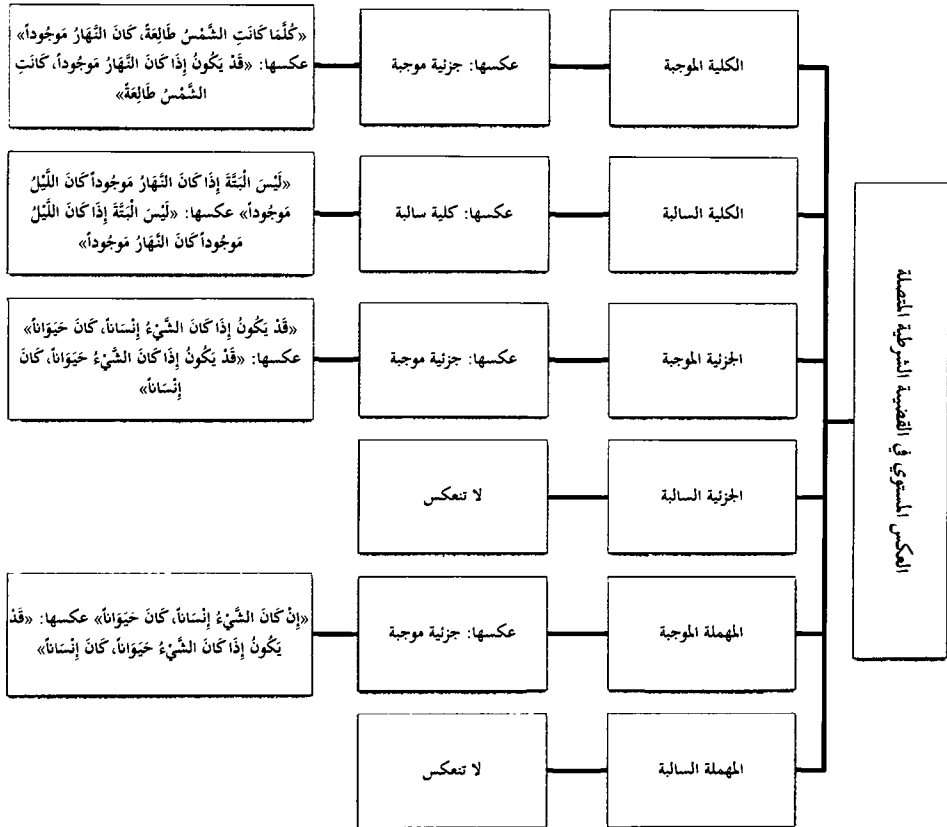 العكس المستوي في القضية الشرطية المتصلة
الكلية الموجبة
عكسها: جزئية موجبة
«كُلَّمَا كَانَتِ الشَّمْسُ طَالِعَةً، كَانَ النَّهَارُ مَوجُوداً»
عكسها: «قَدْ يَكُونُ إِذَا كَانَ النَّهَارُ مَوجُوداً، كَانَتِ
الشَّمْسُ طَالِعَةً»
الكلية السالبة
عكسها: كلية سالبة
«لَيْسَ الْبَتَّةَ إِذَا كَانَ النَّهَارُ مَوجُوداً كَانَ اللَّيْلُ
مَوجُوداً» عكسها: «لَيْسَ الْبَتَّةَ إِذَا كَانَ اللَّيْلُ
مَوجُوداً كَانَ النَّهَارُ مَوجُوداً»
الجزئية الموجبة
عكسها: جزئية موجبة
«قَدْ يَكُونُ إِذَا كَانَ الشَّيْءُ إِنْسَاناً، كَانَ حَيَوَاناً»
عكسها: «قَدْ يَكُونُ إِذَا كَانَ الشَّيْءُ حَيَوَاناً، كَانَ
إِنْسَاناً»
الجزئية السالبة
لا تنعكس
المهملة الموجبة
عكسها: جزئية موجبة
«إِنْ كَانَ الشَّيْءُ إِنْسَاناً، كَانَ حَيَوَاناً» عكسها: «قَدْ
يَكُونُ إِذَا كَانَ الشَّيْءُ حَيَوَاناً، كَانَ إِنْسَاناً»
المهملة السالبة
لا تنعكس